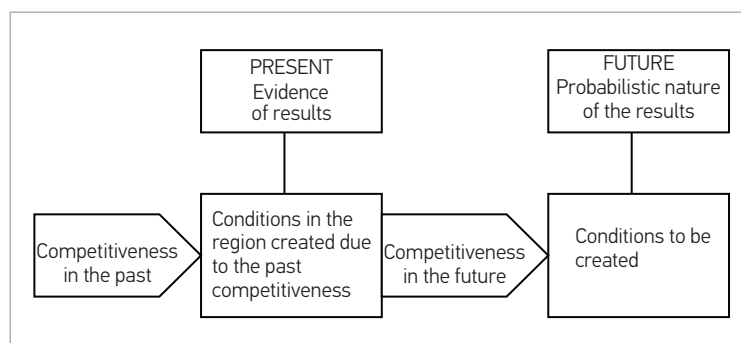 PRESENT
Evidence
of results
FUTURE
Probabilistic nature
of the results
Competitiveness
in the past
Conditions in the
region created due
to the past
competitiveness
Competitiveness
in the future
Conditions to be
created